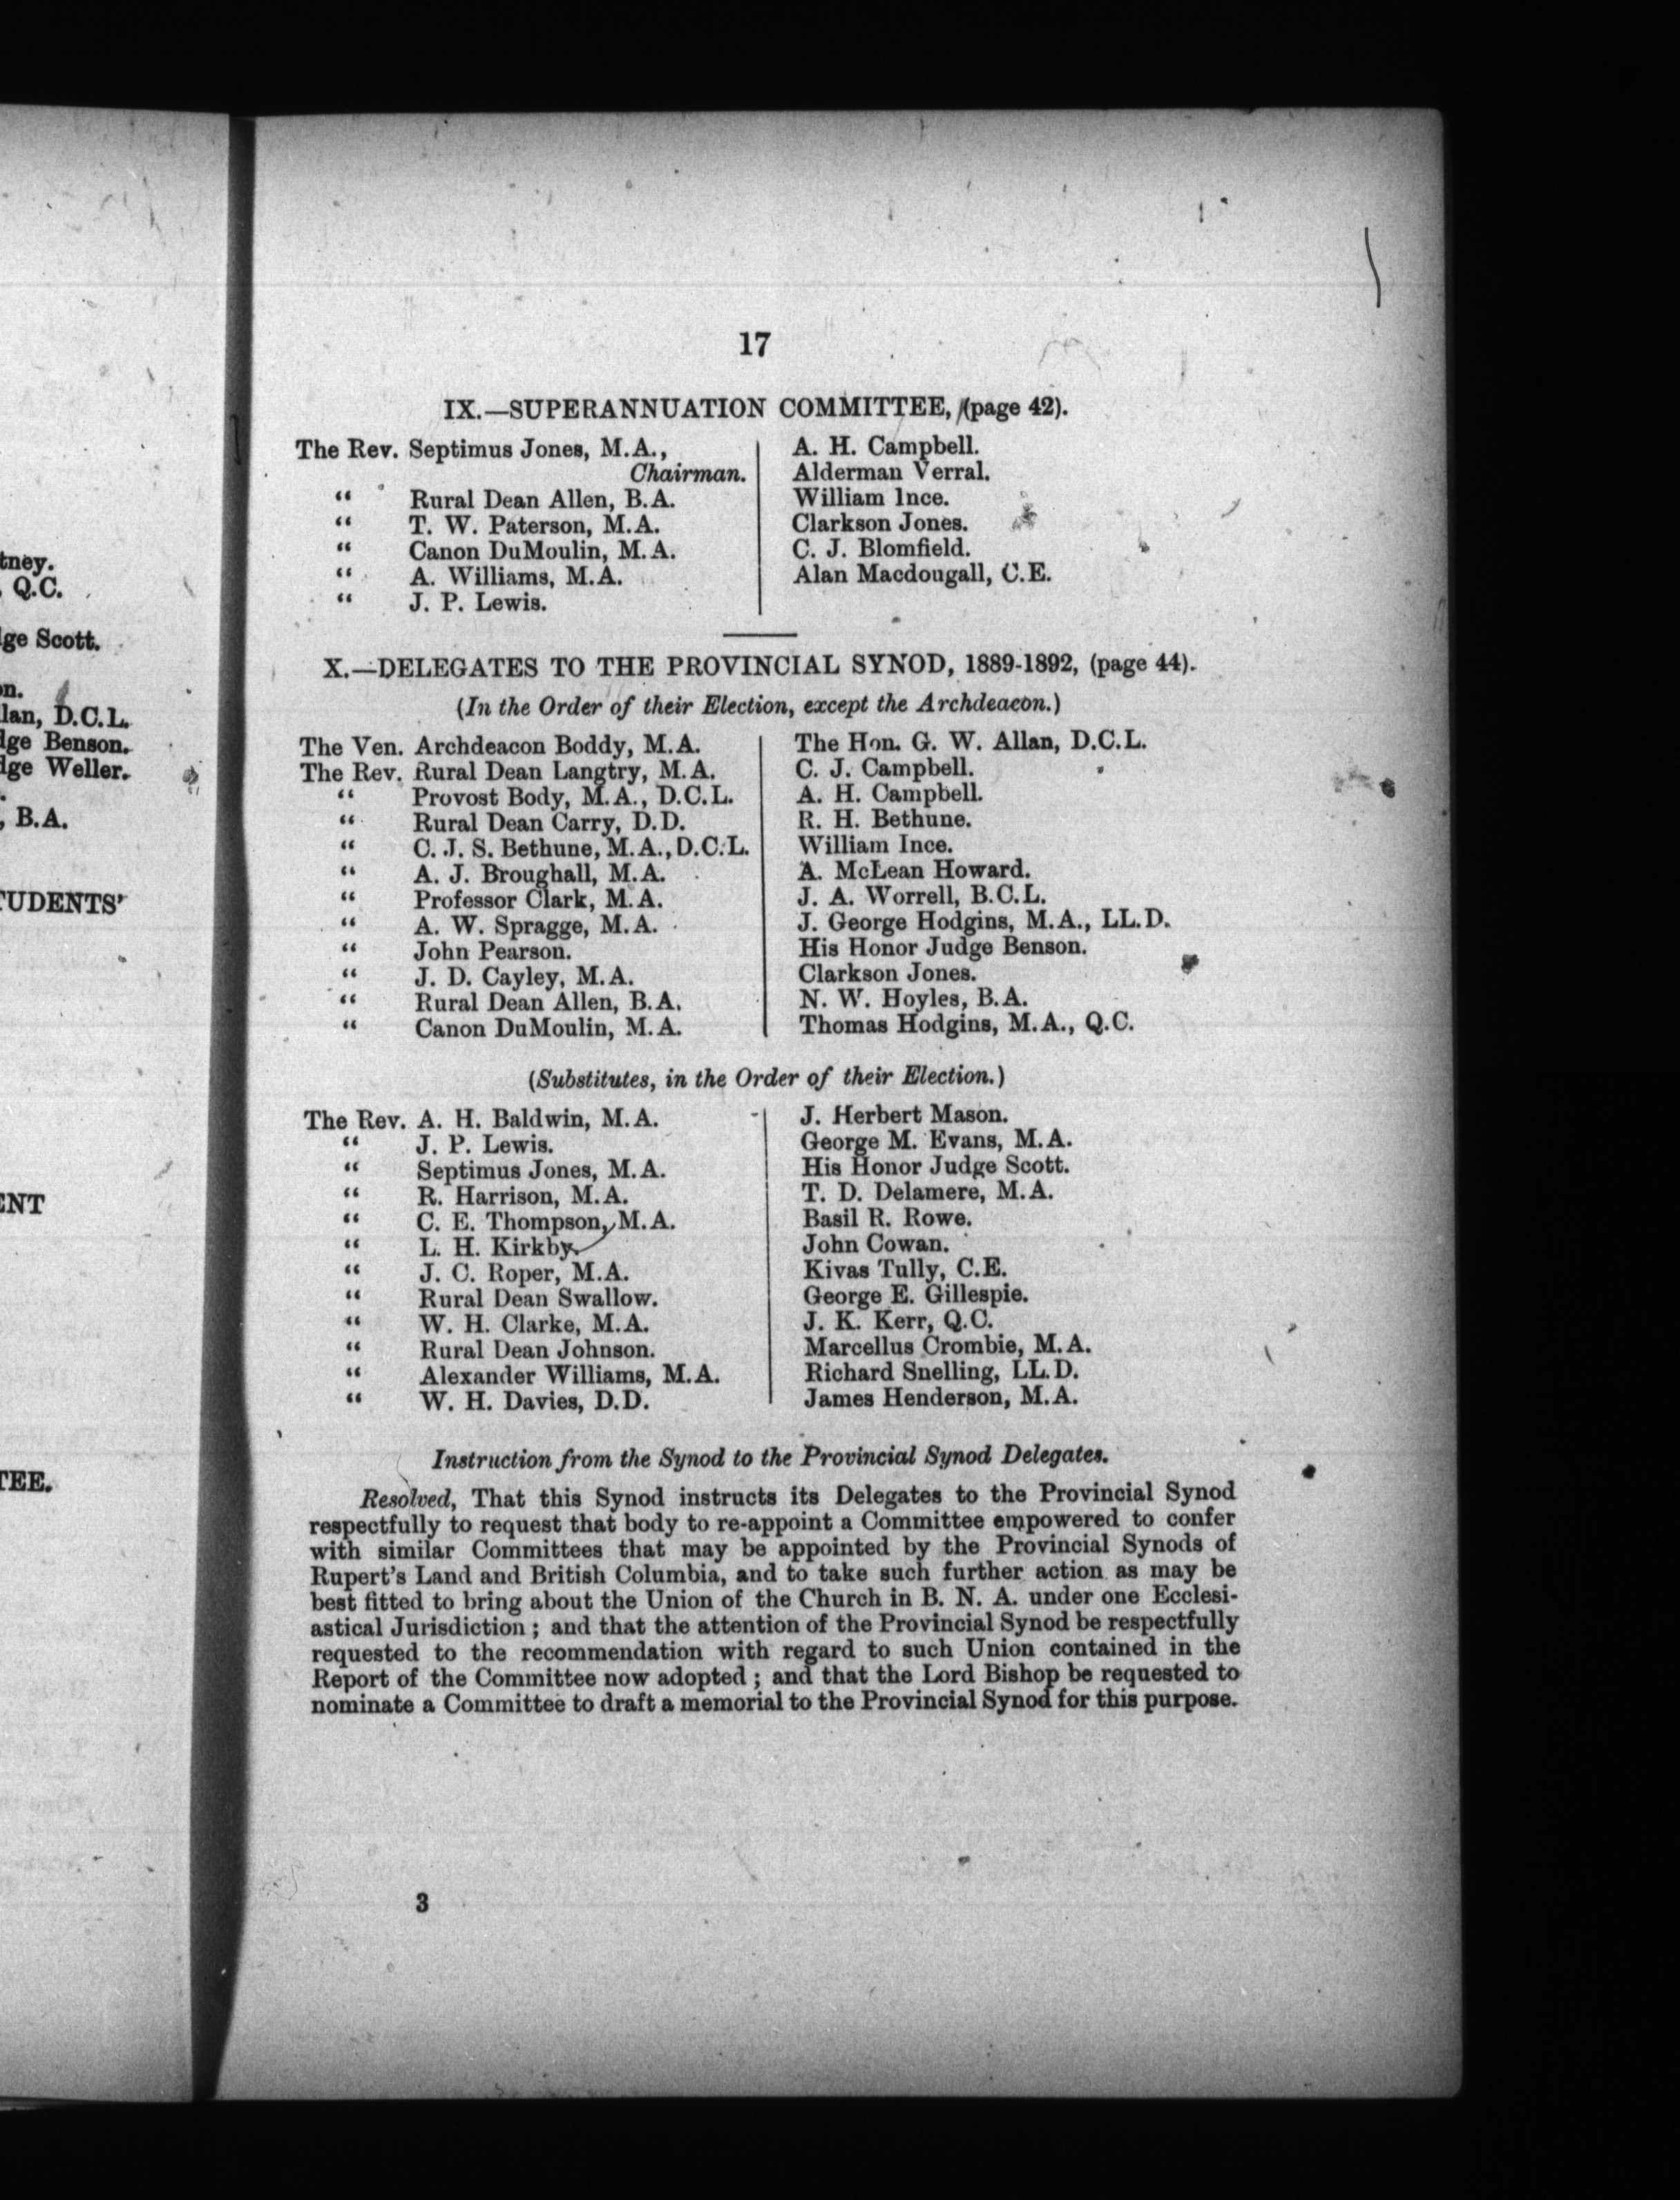 tney.
Q.C.
ge Scott.
n.
lan, D.C.L.
dge Benson.
dge Weller.
, B.A.
TUDENTS'
ENT
TEE.
17
IX.—SUPERANNUATION COMMITTEE, (page 42).
The Rev. Septimus Jones, M.A.,
Chairman.
“ Rural Dean Allen, B.A.
“ T. W. Paterson, M.A.
“ Canon DuMoulin, M.A.
“ A. Williams, M.A.
“ J. P. Lewis.
A. H. Campbell.
Alderman Verral.
William Ince.
Clarkson Jones.
C. J. Blomfield.
Alan Macdougall, C.E.
X.—DELEGATES TO THE PROVINCIAL SYNOD, 1889-1892, (page 44).
(In the Order of their Election, except the Archdeacon.)
The Ven. Archdeacon Boddy, M.A.
The Rev. Rural Dean Langtry, M.A.
“ Provost Body, M.A., D.C.L.
“ Rural Dean Carry, D.D.
“ C. J. S. Bethune, M.A., D.C.L.
“ A. J. Broughall, M.A.
“ Professor Clark, M.A.
“ A. W. Spragge, M.A.
“ John Pearson.
“ J. D. Cayley, M.A.
“ Rural Dean Allen, B.A.
“ Canon DuMoulin, M.A.
The Hon. G. W. Allan, D.C.L.
C. J. Campbell.
A. H. Campbell.
R. H. Bethune.
William Ince.
A. McLean Howard.
J. A. Worrell, B.C.L.
J. George Hodgins, M.A., LL.D.
His Honor Judge Benson.
Clarkson Jones.
N. W. Hoyles, B.A.
Thomas Hodgins, M.A., Q.C.
(Substitutes, in the Order of their Election.)
The Rev. A. H. Baldwin, M.A.
“ J. P. Lewis.
“ Septimus Jones, M.A.
“ R. Harrison, M.A.
“ C. E. Thompson, M.A.
“ L. H. Kirkby.
“ J. C. Roper, M.A.
“ Rural Dean Swallow.
“ W. H. Clarke, M.A.
“ Rural Dean Johnson.
“ Alexander Williams, M.A.
“ W. H. Davies, D.D.
J. Herbert Mason.
George M. Evans, M.A.
His Honor Judge Scott.
T. D. Delamere, M.A.
Basil R. Rowe.
John Cowan.
Kivas Tully, C.E.
George E. Gillespie.
J. K. Kerr, Q.C.
Marcellus Crombie, M.A.
Richard Snelling, LL.D.
James Henderson, M.A.
Instruction from the Synod to the Provincial Synod Delegates.
Resolved, That this Synod instructs its Delegates to the Provincial Synod
respectfully to request that body to re-appoint a Committee empowered to confer
with similar Committees that may be appointed by the Provincial Synods of
Rupert's Land and British Columbia, and to take such further action as may be
best fitted to bring about the Union of the Church in B. N. A. under one Ecclesi-
astical Jurisdiction ; and that the attention of the Provincial Synod be respectfully
requested to the recommendation with regard to such Union contained in the
Report of the Committee now adopted ; and that the Lord Bishop be requested to
nominate a Committee to draft a memorial to the Provincial Synod for this purpose.
3